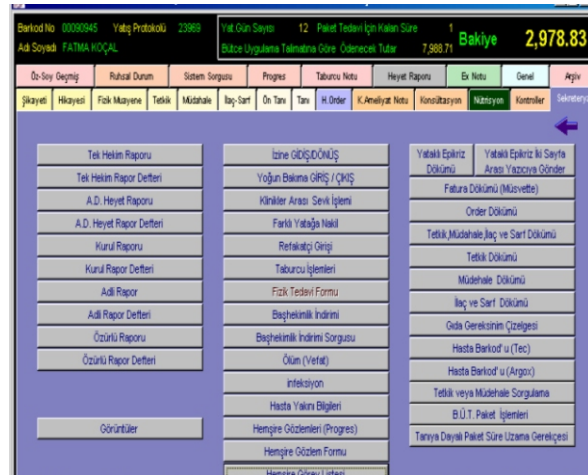 Barkod No 00090945 Yatış Protokolü 23969 Yat.Gün Sayısı 12 Paket Tedavi İçin Kalan Süre 1
Adı Soyadı FATMA KOÇAL Bütçe Uygulama Talimatına Göre Ödenecek Tutar 7,988.71 Bakiye 2,978.83
Öz-Soy Geçmiş Ruhsal Durum Sistem Sorgusu Progres Taburcu Notu Heyet Raporu Ex Notu Genel Arşiv
Şikayeti Hikayesi Fizik Muayene Tetkik Müdahale İlaç-Sarf Ön Tanı Tanı H.Order K.Ameliyat Notu Konsültasyon Nütrisyon Kontroller Sekreterya
Tek Hekim Raporu
Tek Hekim Rapor Defteri
A.D. Heyet Raporu
A.D. Heyet Rapor Defteri
Kurul Raporu
Kurul Rapor Defteri
Adli Rapor
Adli Rapor Defteri
Özürlü Raporu
Özürlü Rapor Defteri
Görüntüler
İzine GİDİŞ/DÖNÜŞ
Yoğun Bakıma GİRİŞ / ÇIKIŞ
Klinikler Arası Sevk İşlemi
Farklı Yatağa Nakil
Refakatçi Girişi
Taburcu İşlemleri
Fizik Tedavi Formu
Başhekimlik İndirimi
Başhekimlik İndirimi Sorgusu
Ölüm (Vefat)
infeksiyon
Hasta Yakını Bilgileri
Hemşire Gözlemleri (Progres)
Hemşire Gözlem Formu
Hemşire Görev Listesi
Yataklı Epikriz
Dökümü
Yataklı Epikriz İki Sayfa
Arası Yazıcıya Gönder
Fatura Dökümü (Müsvette)
Order Dökümü
Tetkik,Müdahale,İlaç ve Sarf Dökümü
Tetkik Dökümü
Müdehale Dökümü
İlaç ve Sarf Dökümü
Gıda Gereksinim Çizelgesi
Hasta Barkod' u (Tec)
Hasta Barkod' u (Argox)
Tetkik veya Müdehale Sorgulama
B.Ü.T. Paket İşlemleri
Tanıya Dayalı Paket Süre Uzama Gerekçesi